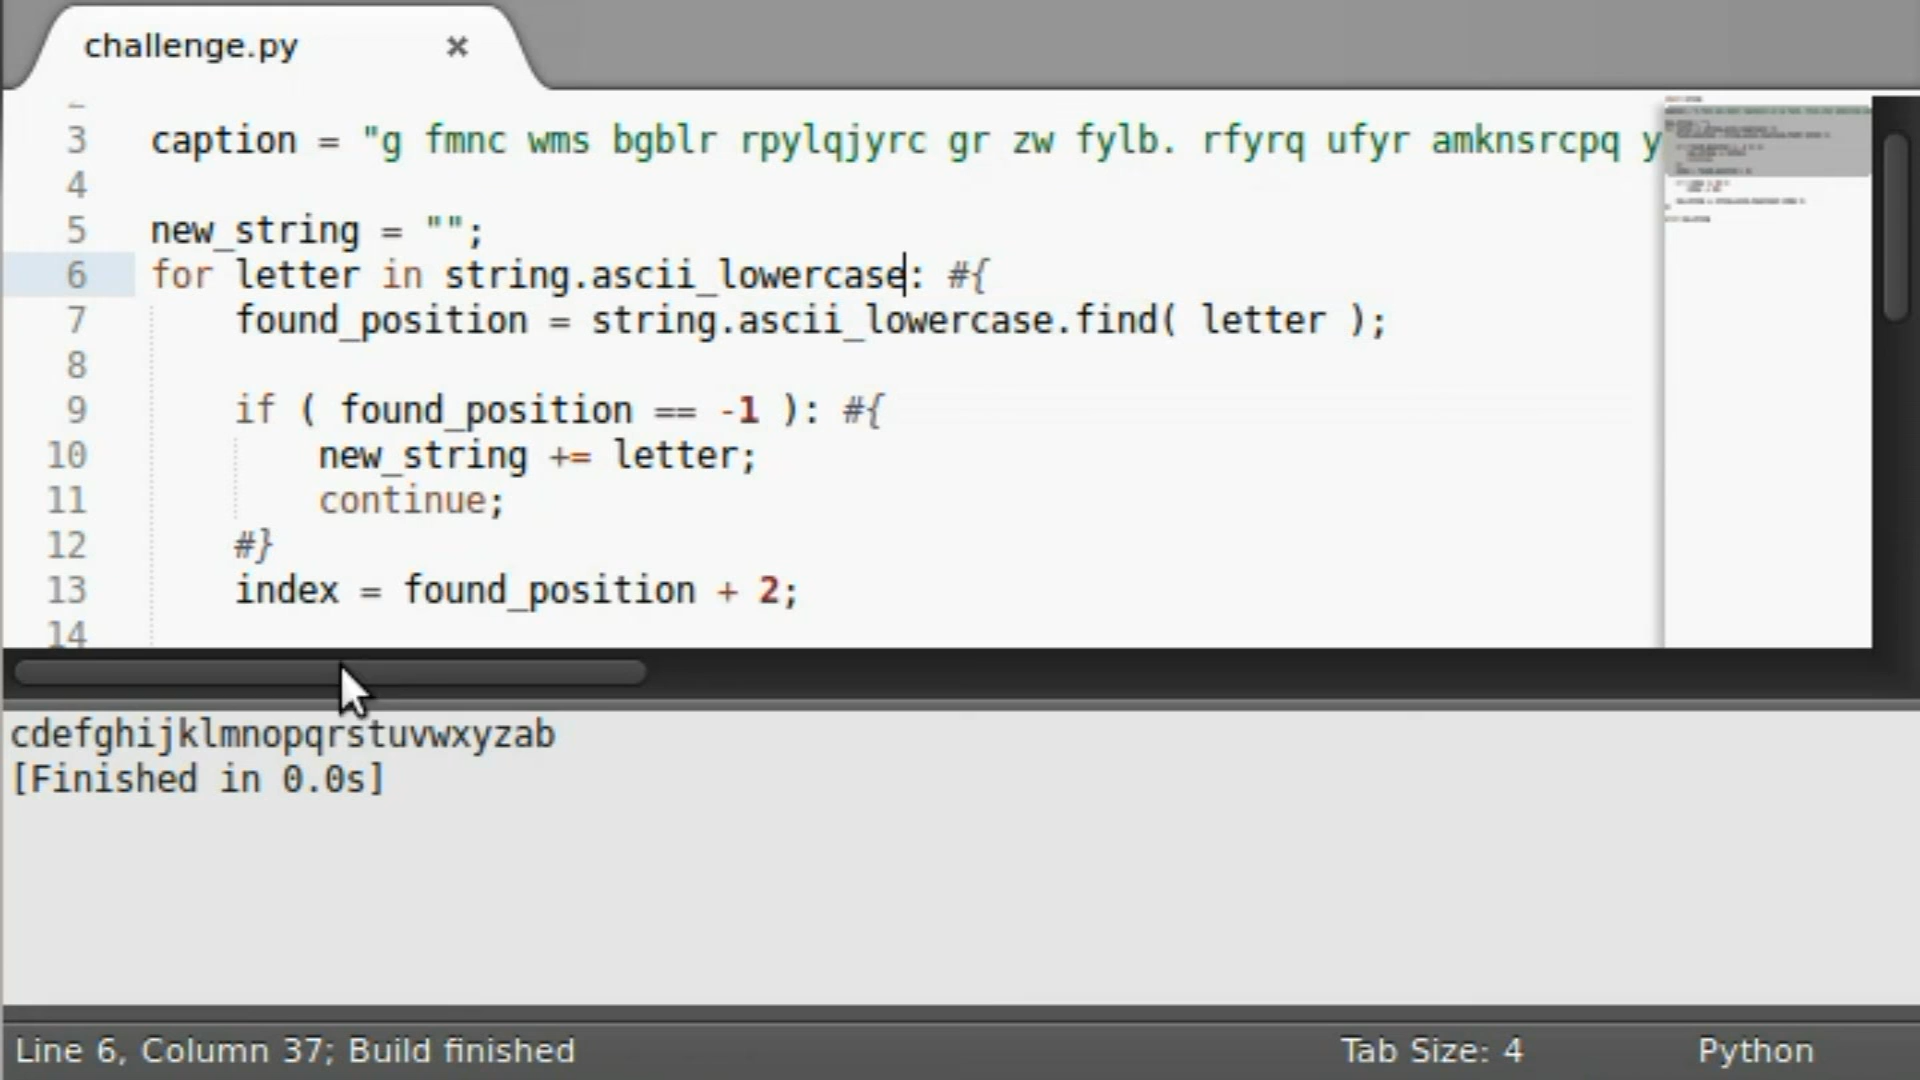 challenge.py ×
3 caption = "g fmnc wms bgblr rpylqjyrc gr zw fylb. rfyrq ufyr amknsrcpq y
4
5 new_string = "";
6 for letter in string.ascii_lowercase: #{
7 found_position = string.ascii_lowercase.find( letter );
8
9 if ( found_position == -1 ): #{
10 new_string += letter;
11 continue;
12 #}
13 index = found_position + 2;
14
cdefghijklmnopqrstuvwxyzab
[Finished in 0.0s]
Line 6, Column 37; Build finished Tab Size: 4 Python